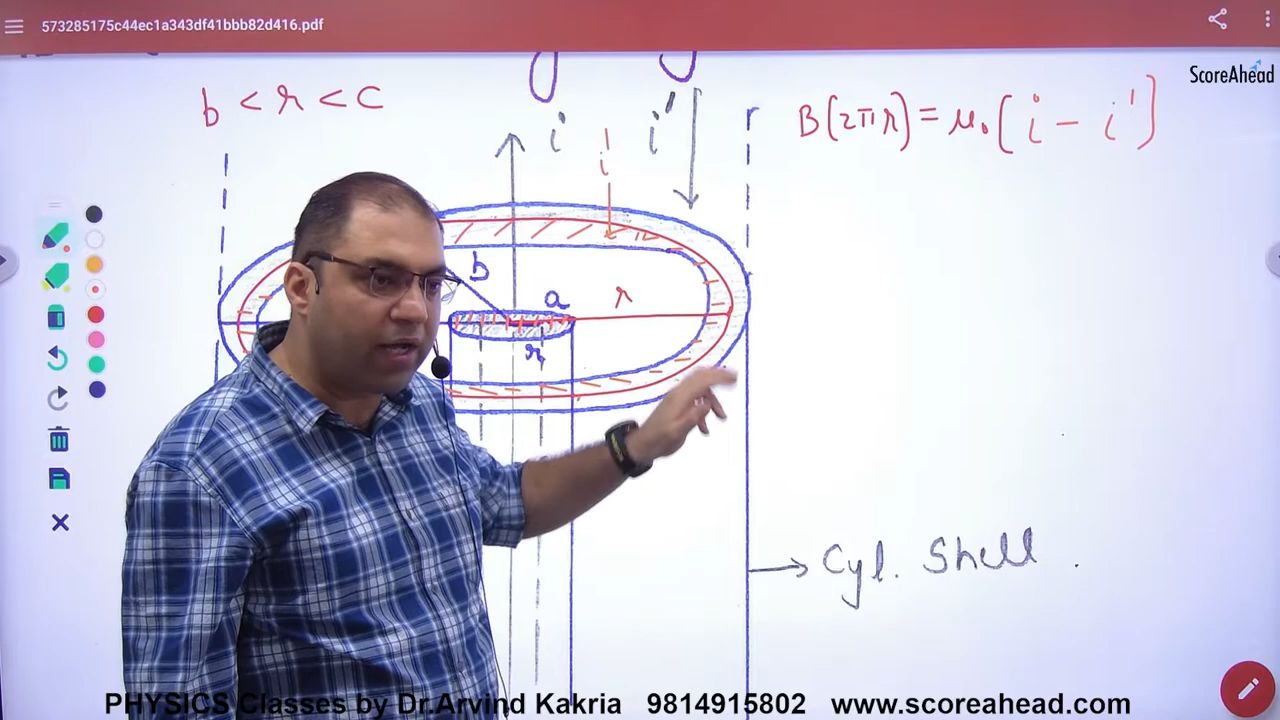 573285175c44ec1a343df41bbb82d416.pdf
ScoreAhead
b < r < c
i
i'
i'
B(2πr) = μ₀(i - i')
b
a
r
r
Cyl. Shell.
PHYSICS Classes by Dr.Arvind Kakria 9814915802 www.scoreahead.com